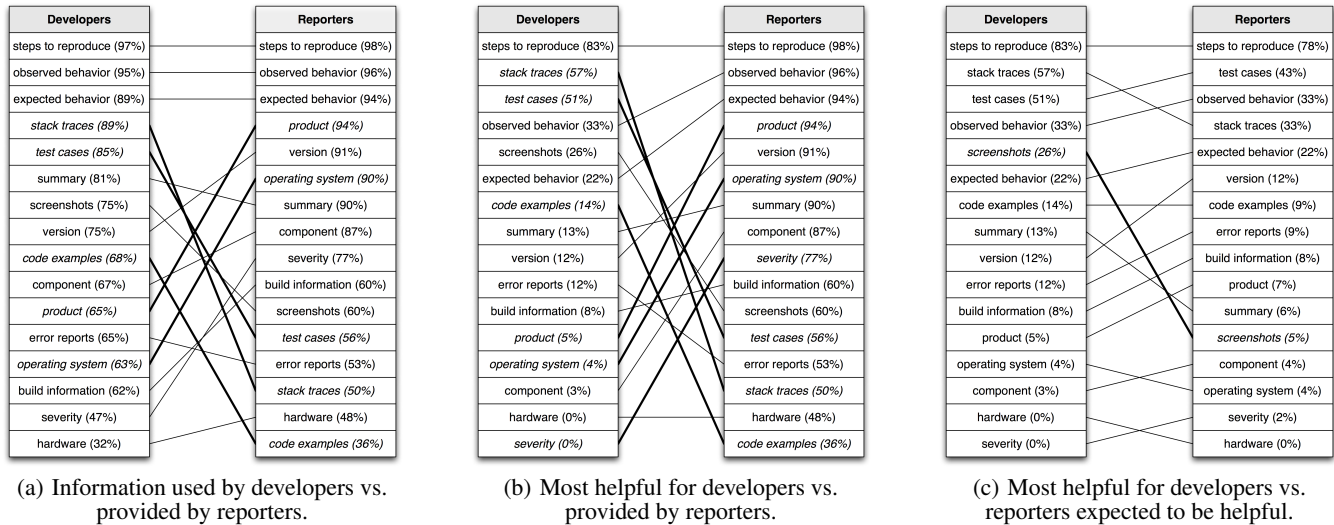 Developers
steps to reproduce (97%)
observed behavior (95%)
expected behavior (89%)
stack traces (89%)
test cases (85%)
summary (81%)
screenshots (75%)
version (75%)
code examples (68%)
component (67%)
product (65%)
error reports (65%)
operating system (63%)
build information (62%)
severity (47%)
hardware (32%)
Reporters
steps to reproduce (98%)
observed behavior (96%)
expected behavior (94%)
product (94%)
version (91%)
operating system (90%)
summary (90%)
component (87%)
severity (77%)
build information (60%)
screenshots (60%)
test cases (56%)
error reports (53%)
stack traces (50%)
hardware (48%)
code examples (36%)
(a) Information used by developers vs.
provided by reporters.
Developers
steps to reproduce (83%)
stack traces (57%)
test cases (51%)
observed behavior (33%)
screenshots (26%)
expected behavior (22%)
code examples (14%)
summary (13%)
version (12%)
error reports (12%)
build information (8%)
product (5%)
operating system (4%)
component (3%)
hardware (0%)
severity (0%)
Reporters
steps to reproduce (98%)
observed behavior (96%)
expected behavior (94%)
product (94%)
version (91%)
operating system (90%)
summary (90%)
component (87%)
severity (77%)
build information (60%)
screenshots (60%)
test cases (56%)
error reports (53%)
stack traces (50%)
hardware (48%)
code examples (36%)
(b) Most helpful for developers vs.
provided by reporters.
Developers
steps to reproduce (83%)
stack traces (57%)
test cases (51%)
observed behavior (33%)
screenshots (26%)
expected behavior (22%)
code examples (14%)
summary (13%)
version (12%)
error reports (12%)
build information (8%)
product (5%)
operating system (4%)
component (3%)
hardware (0%)
severity (0%)
Reporters
steps to reproduce (78%)
test cases (43%)
observed behavior (33%)
stack traces (33%)
expected behavior (22%)
version (12%)
code examples (9%)
error reports (9%)
build information (8%)
product (7%)
summary (6%)
screenshots (5%)
component (4%)
operating system (4%)
severity (2%)
hardware (0%)
(c) Most helpful for developers vs.
reporters expected to be helpful.